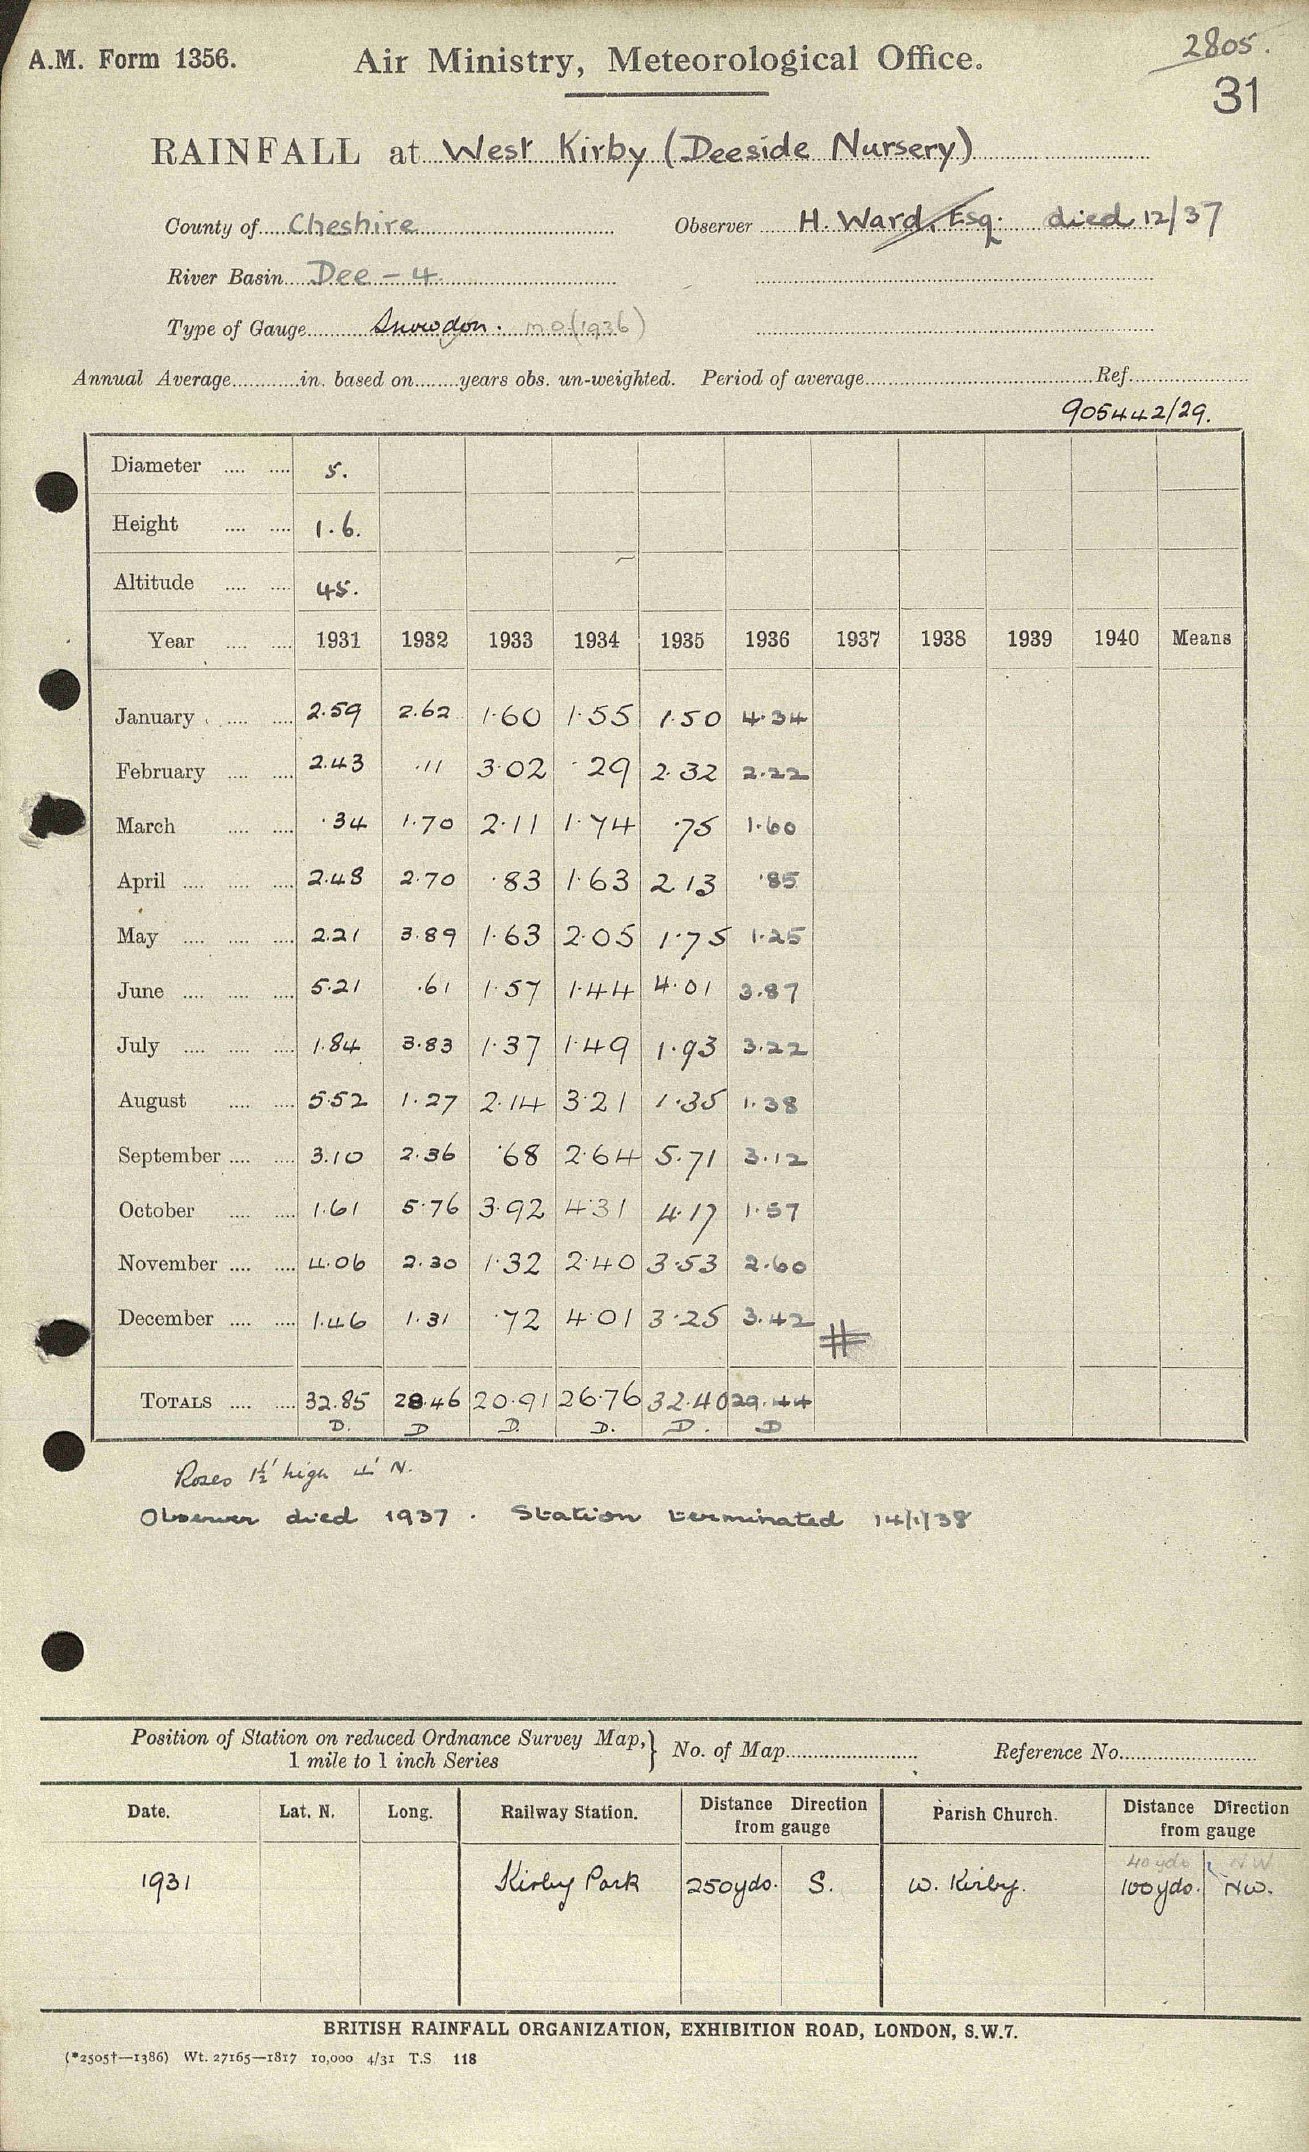 2805.
A.M. Form 1356. Air Ministry, Meteorological Office.
31
RAINFALL at West Kirby (Deeside Nursery)
County of Cheshire Observer H. Ward, Esq. died 12/37
River Basin Dee - 4
Type of Gauge Snowdon. mo (1936)
Annual Average in. based on years obs. un-weighted. Period of average Ref.
905442/29.
Diameter 5.
Height 1.6.
Altitude 45.
Year 1931 1932 1933 1934 1935 1936 1937 1938 1939 1940 Means
January 2.59 2.62 1.60 1.55 1.50 4.34
February 2.43 .11 3.02 .29 2.32 2.22
March .34 1.70 2.11 1.74 .75 1.60
April 2.48 2.70 .83 1.63 2.13 .85
May 2.21 3.89 1.63 2.05 1.75 1.25
June 5.21 .61 1.57 1.44 4.01 3.87
July 1.84 3.83 1.37 1.49 1.93 3.22
August 5.52 1.27 2.14 3.21 1.35 1.38
September 3.10 2.36 .68 2.64 5.71 3.12
October 1.61 5.76 3.92 4.31 4.17 1.57
November 4.06 2.30 1.32 2.40 3.53 2.60
December 1.46 1.31 .72 4.01 3.25 3.42
TOTALS 32.85 28.46 20.91 26.76 32.40 29.44
D. D D. D. D. D
Roses 1½' high 4' N.
Observer died 1937. Station terminated 14/1/38
Position of Station on reduced Ordnance Survey Map, 1 mile to 1 inch Series } No. of Map Reference No.
Date. Lat. N. Long. Railway Station. Distance Direction from gauge Parish Church. Distance Direction from gauge
40 yds NW
1931 Kirby Park 250 yds. S. W. Kirby. 100 yds. NW.
BRITISH RAINFALL ORGANIZATION, EXHIBITION ROAD, LONDON, S.W.7.
(*2505†—1386) Wt. 27165—1817 10,000 4/31 T.S. 118